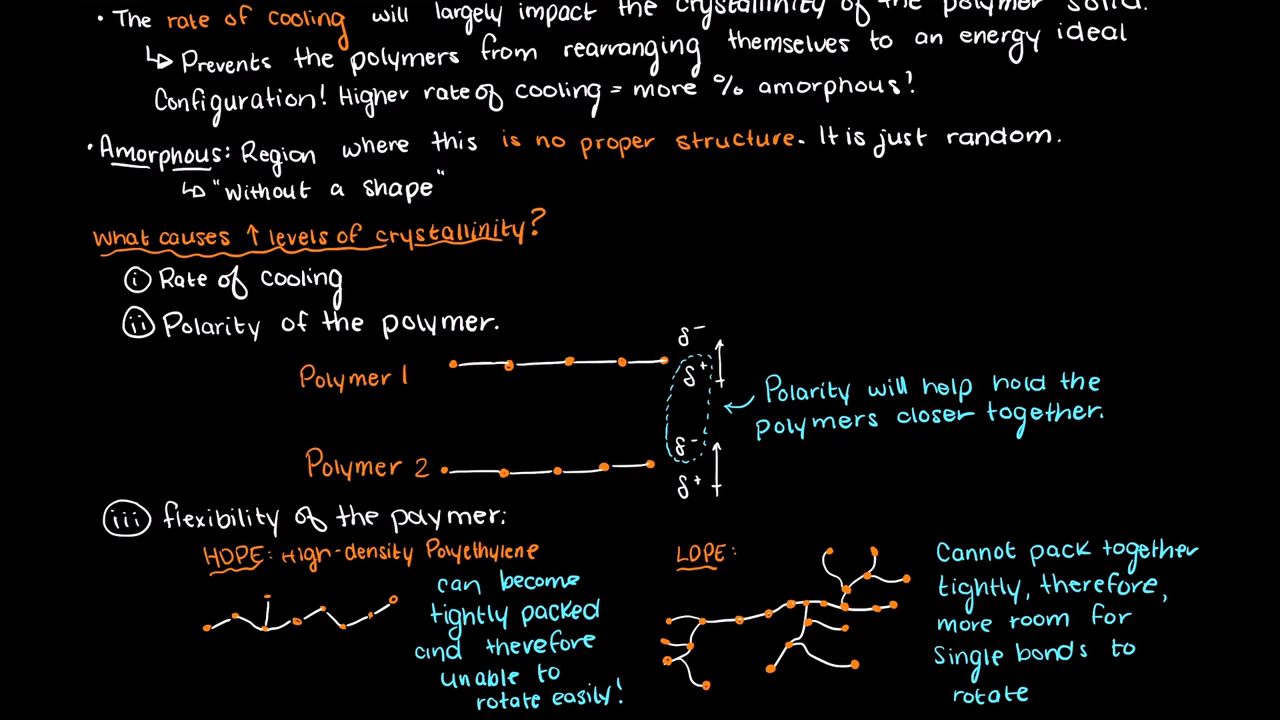 • The rate of cooling will largely impact the crystallinity of the polymer solid.
↳ Prevents the polymers from rearranging themselves to an energy ideal
Configuration! Higher rate of cooling = more % amorphous!
• Amorphous: Region where this is no proper structure. It is just random.
↳ "without a shape"
What causes ↑ levels of crystallinity?
(i) Rate of cooling
(ii) Polarity of the polymer.
Polymer 1
δ⁻
δ⁺
Polarity will help hold the
polymers closer together.
Polymer 2
δ⁻
δ⁺
(iii) flexibility of the polymer:
HDPE: High-density Polyethylene
can become
tightly packed
and therefore
unable to
rotate easily!
LDPE:
Cannot pack together
tightly, therefore,
more room for
single bonds to
rotate